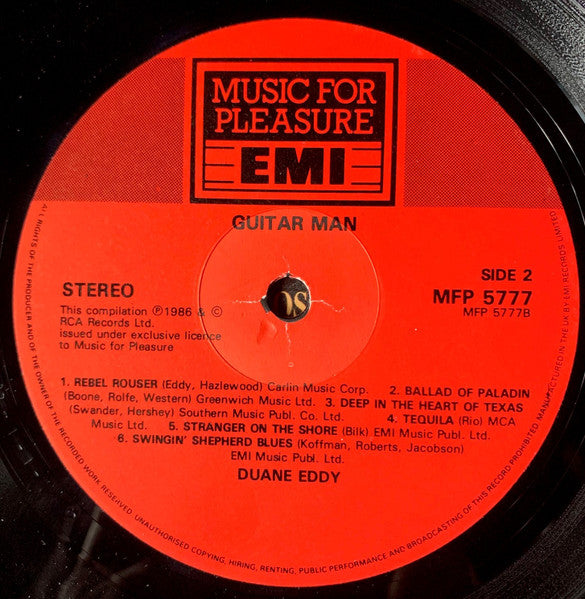 MUSIC FOR
PLEASURE
EMI
GUITAR MAN
STEREO
SIDE 2
MFP 5777
MFP 5777B
This compilation ℗1986 & ©
RCA Records Ltd.
issued under exclusive licence
to Music for Pleasure
1. REBEL ROUSER (Eddy, Hazlewood) Carlin Music Corp. 2. BALLAD OF PALADIN
(Boone, Rolfe, Western) Greenwich Music Ltd. 3. DEEP IN THE HEART OF TEXAS
(Swander, Hershey) Southern Music Publ. Co. Ltd. 4. TEQUILA (Rio) MCA
Music Ltd. 5. STRANGER ON THE SHORE (Bilk) EMI Music Publ. Ltd.
6. SWINGIN' SHEPHERD BLUES (Koffman, Roberts, Jacobson)
EMI Music Publ. Ltd.
DUANE EDDY
ALL RIGHTS OF THE PRODUCER AND OF THE OWNER OF THE RECORDED WORK RESERVED. UNAUTHORISED COPYING, HIRING, RENTING, PUBLIC PERFORMANCE AND BROADCASTING OF THIS RECORD PROHIBITED. MANUFACTURED IN THE UK BY EMI RECORDS LIMITED